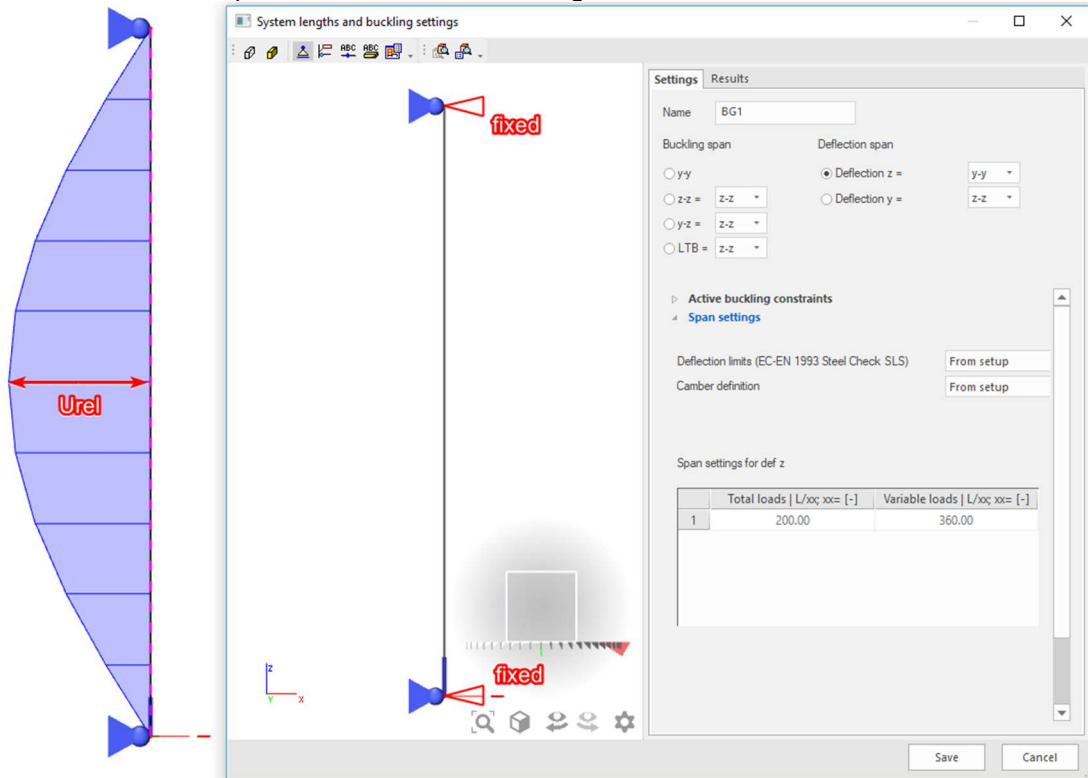 System lengths and buckling settings
ABC ABC
Settings Results
Name BG1
Buckling span Deflection span
y-y Deflection z = y-y
z-z = z-z Deflection y = z-z
y-z = z-z
LTB = z-z
Active buckling constraints
Span settings
Deflection limits (EC-EN 1993 Steel Check SLS) From setup
Camber definition From setup
Span settings for def z
Total loads | L/xx; xx= [-] Variable loads | L/xx; xx= [-]
1 200.00 360.00
Save Cancel
fixed
Urel
fixed
z
Y X